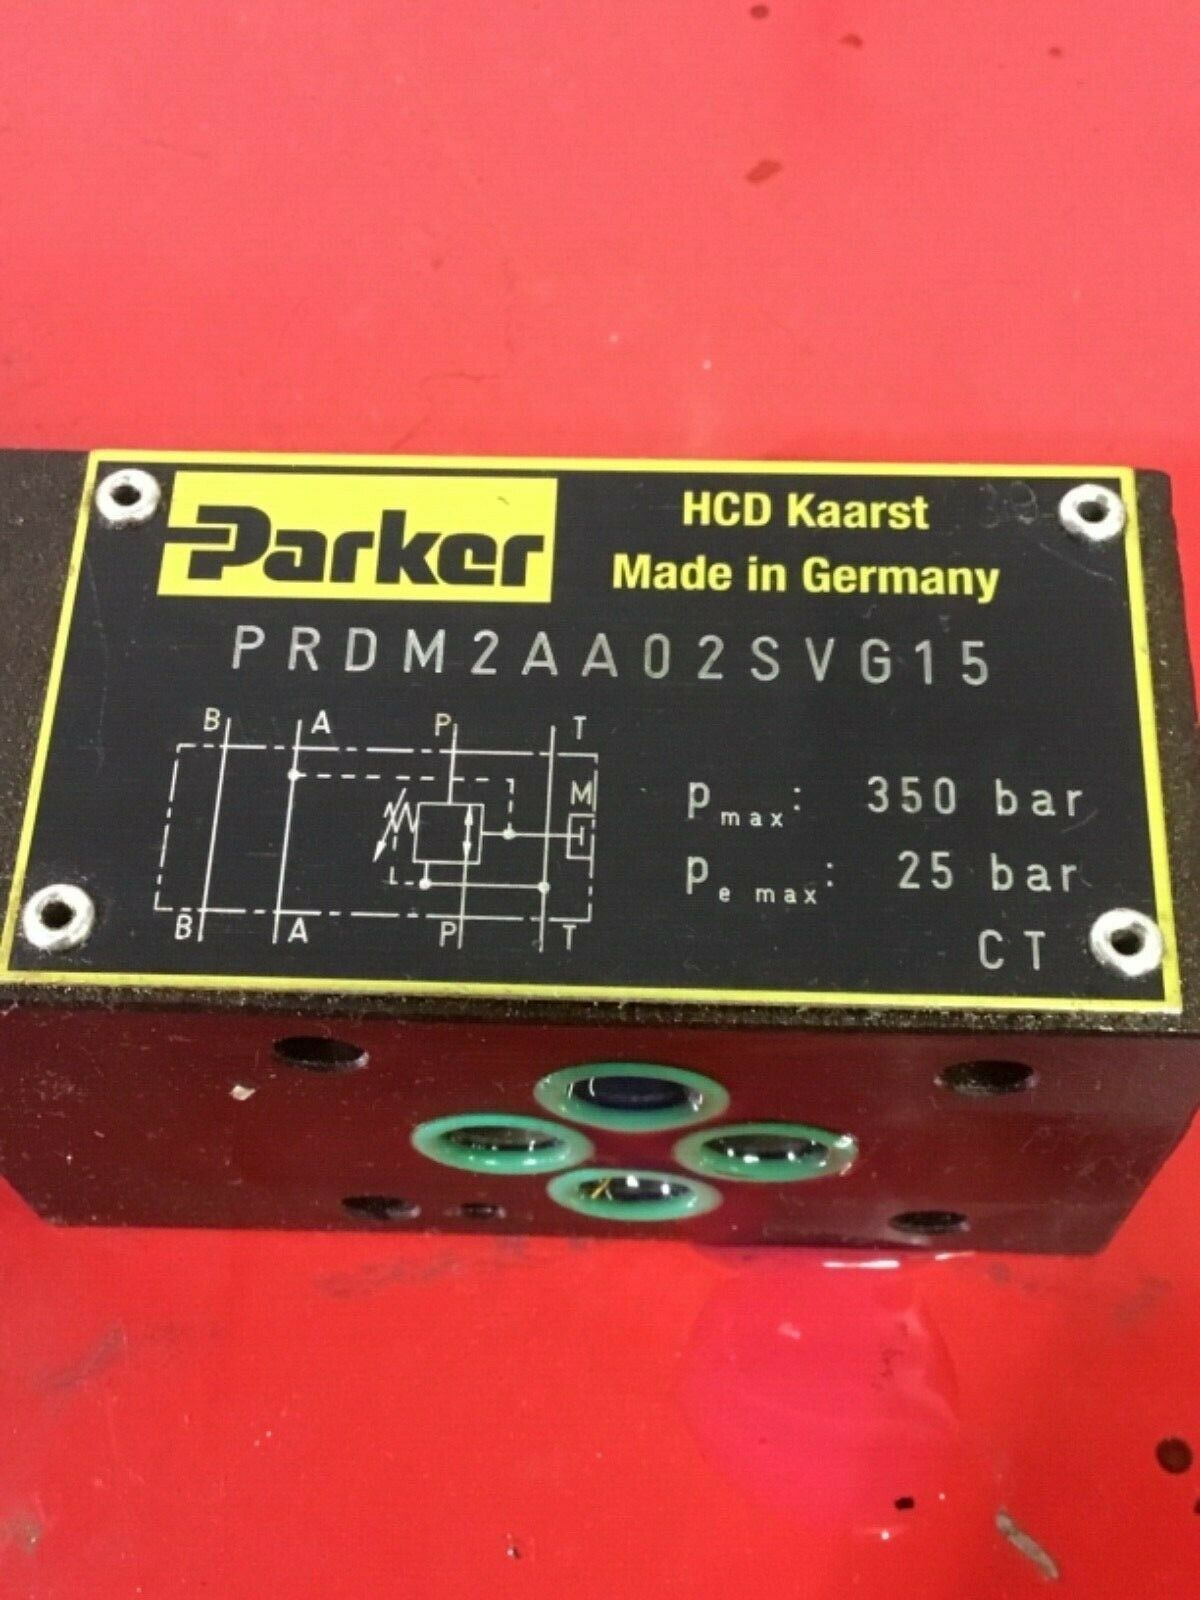 Parker
HCD Kaarst
Made in Germany
PRDM2AA02SVG15
B A P T
M
B A P T
pmax: 350 bar
pe max: 25 bar
CT